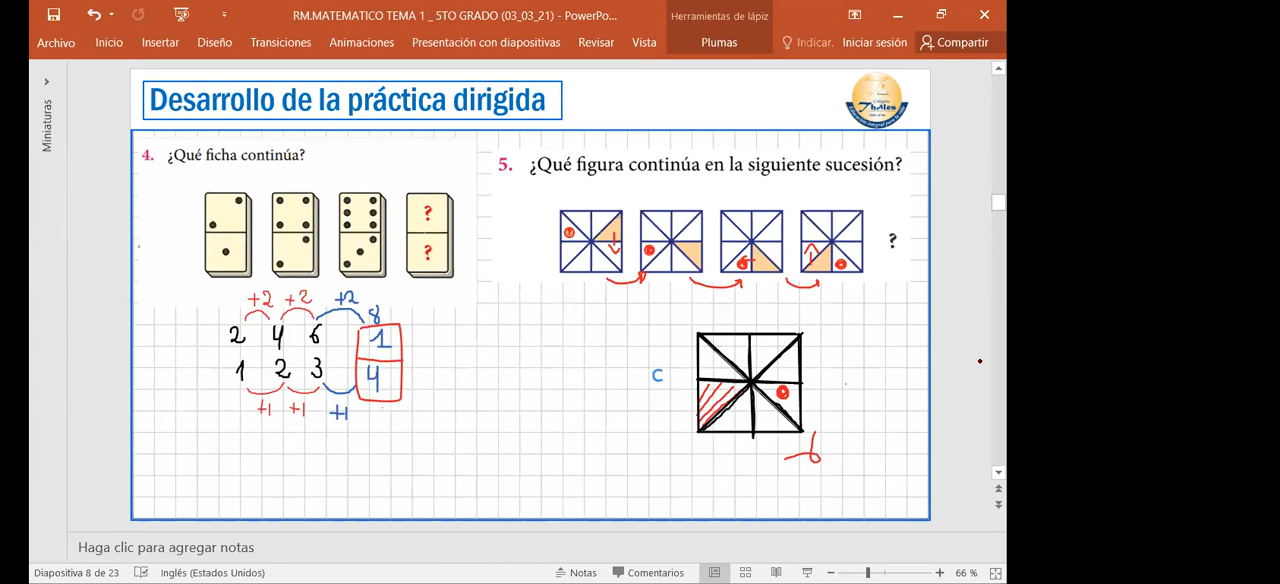 RM.MATEMATICO TEMA 1 _ 5TO GRADO (03_03_21) - PowerPo...
Herramientas de lápiz
Archivo Inicio Insertar Diseño Transiciones Animaciones Presentación con diapositivas Revisar Vista Plumas Indicar. Iniciar sesión Compartir
Miniaturas
Desarrollo de la práctica dirigida
Thales
4. ¿Qué ficha continúa?
?
?
+2 +2 +2
2 4 6 8
1
1 2 3 4
+1 +1 +1
5. ¿Qué figura continúa en la siguiente sucesión?
?
C
Haga clic para agregar notas
Diapositiva 8 de 23 Inglés (Estados Unidos) Notas Comentarios 66 %